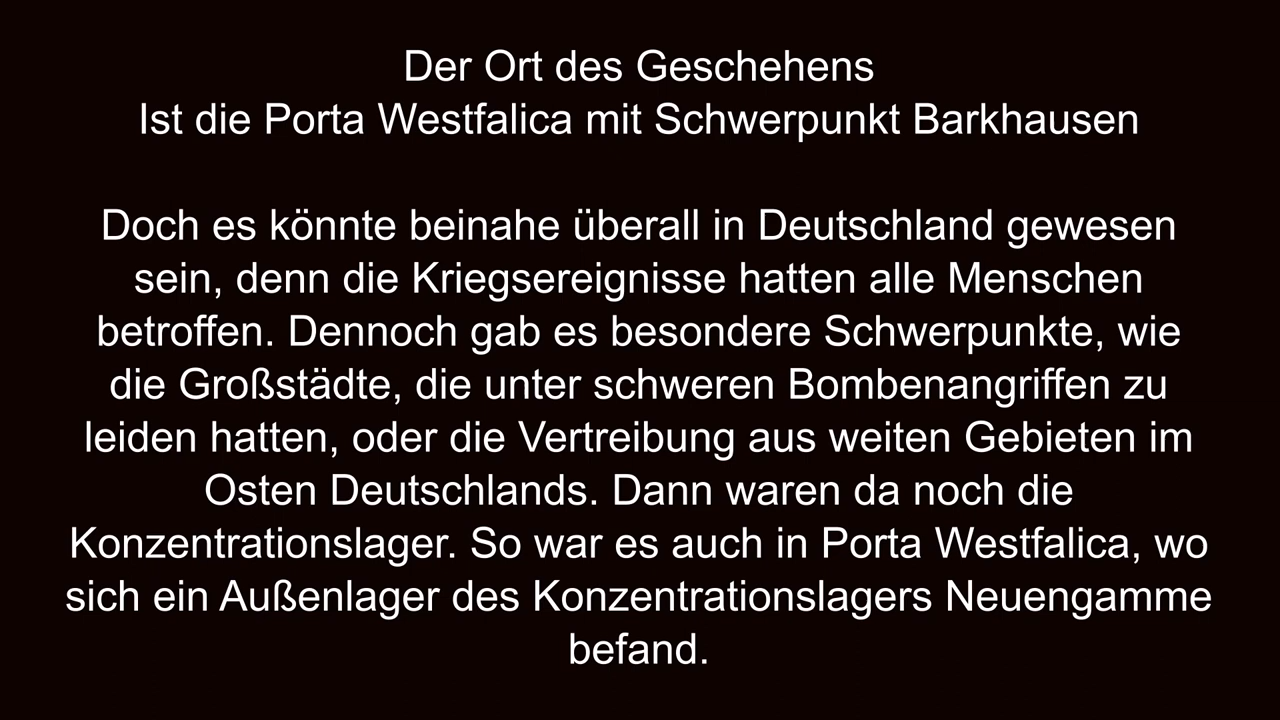 Der Ort des Geschehens
Ist die Porta Westfalica mit Schwerpunkt Barkhausen
Doch es könnte beinahe überall in Deutschland gewesen
sein, denn die Kriegsereignisse hatten alle Menschen
betroffen. Dennoch gab es besondere Schwerpunkte, wie
die Großstädte, die unter schweren Bombenangriffen zu
leiden hatten, oder die Vertreibung aus weiten Gebieten im
Osten Deutschlands. Dann waren da noch die
Konzentrationslager. So war es auch in Porta Westfalica, wo
sich ein Außenlager des Konzentrationslagers Neuengamme
befand.